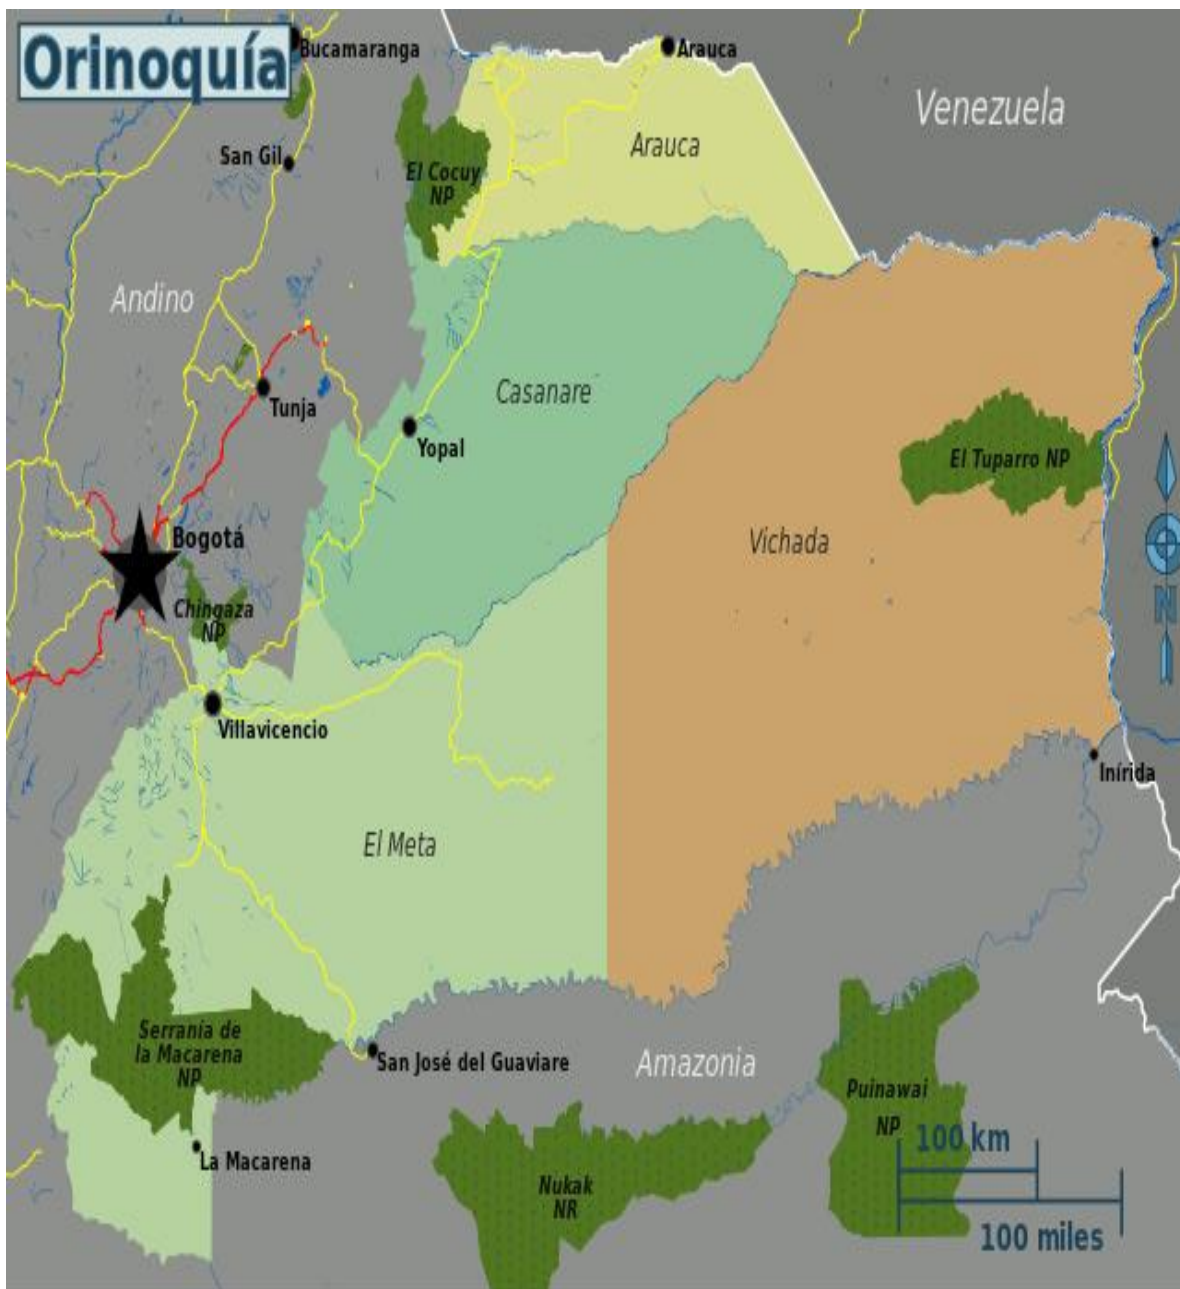 Orinoquía
Bucamaranga
Arauca
Venezuela
Arauca
San Gil
El Cocuy
NP
Andino
Casanare
Tunja
Yopal
El Tuparro NP
Bogotá
Vichada
Chingaza
NP
N
Villavicencio
Inírida
El Meta
Serranía de
la Macarena
NP
San José del Guaviare
Amazonia
Puinawai
NP
100 km
La Macarena
Nukak
NR
100 miles